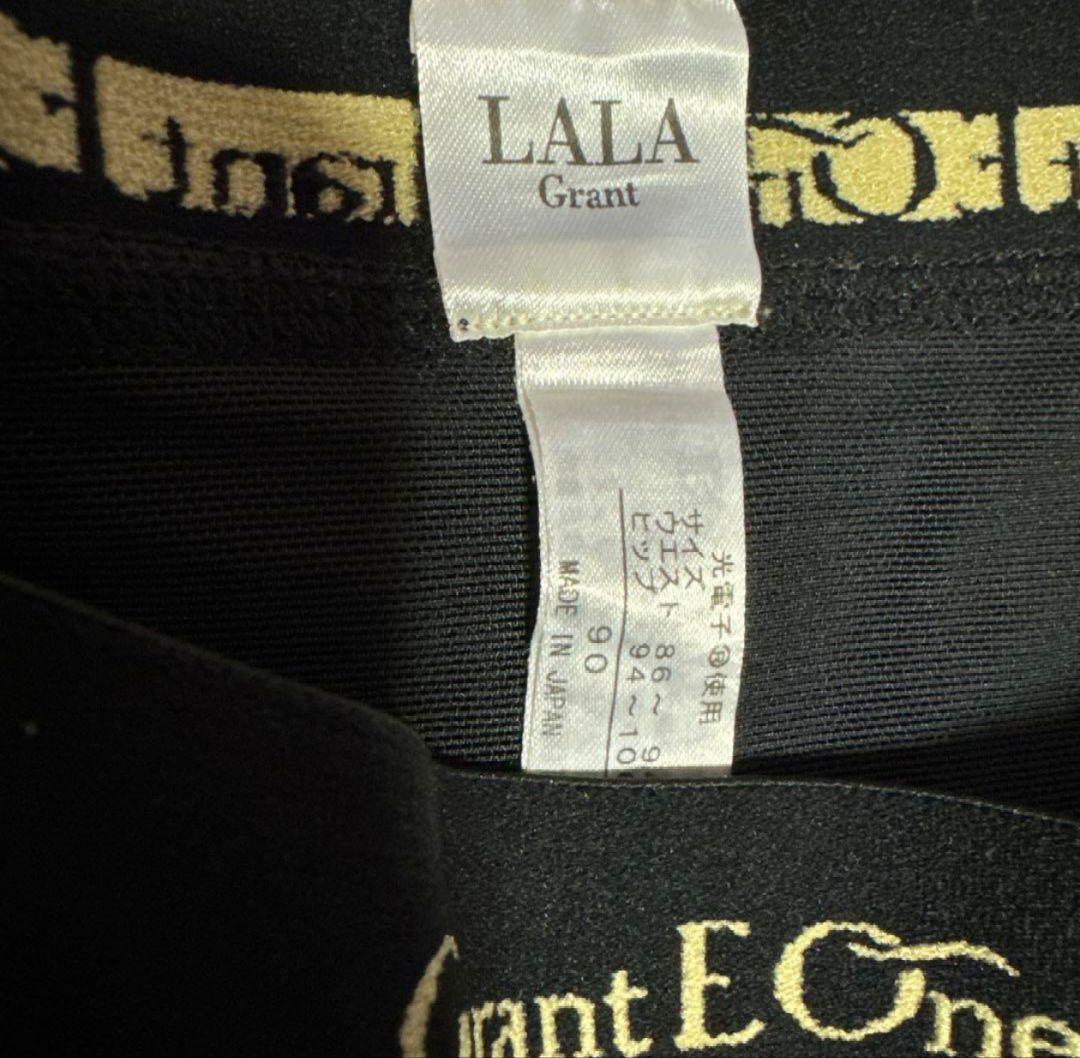 LALA
Grant
光電子®使用
サイズ
ウエスト 86～9
ヒップ 94～10
90
MADE IN JAPAN
rant E One